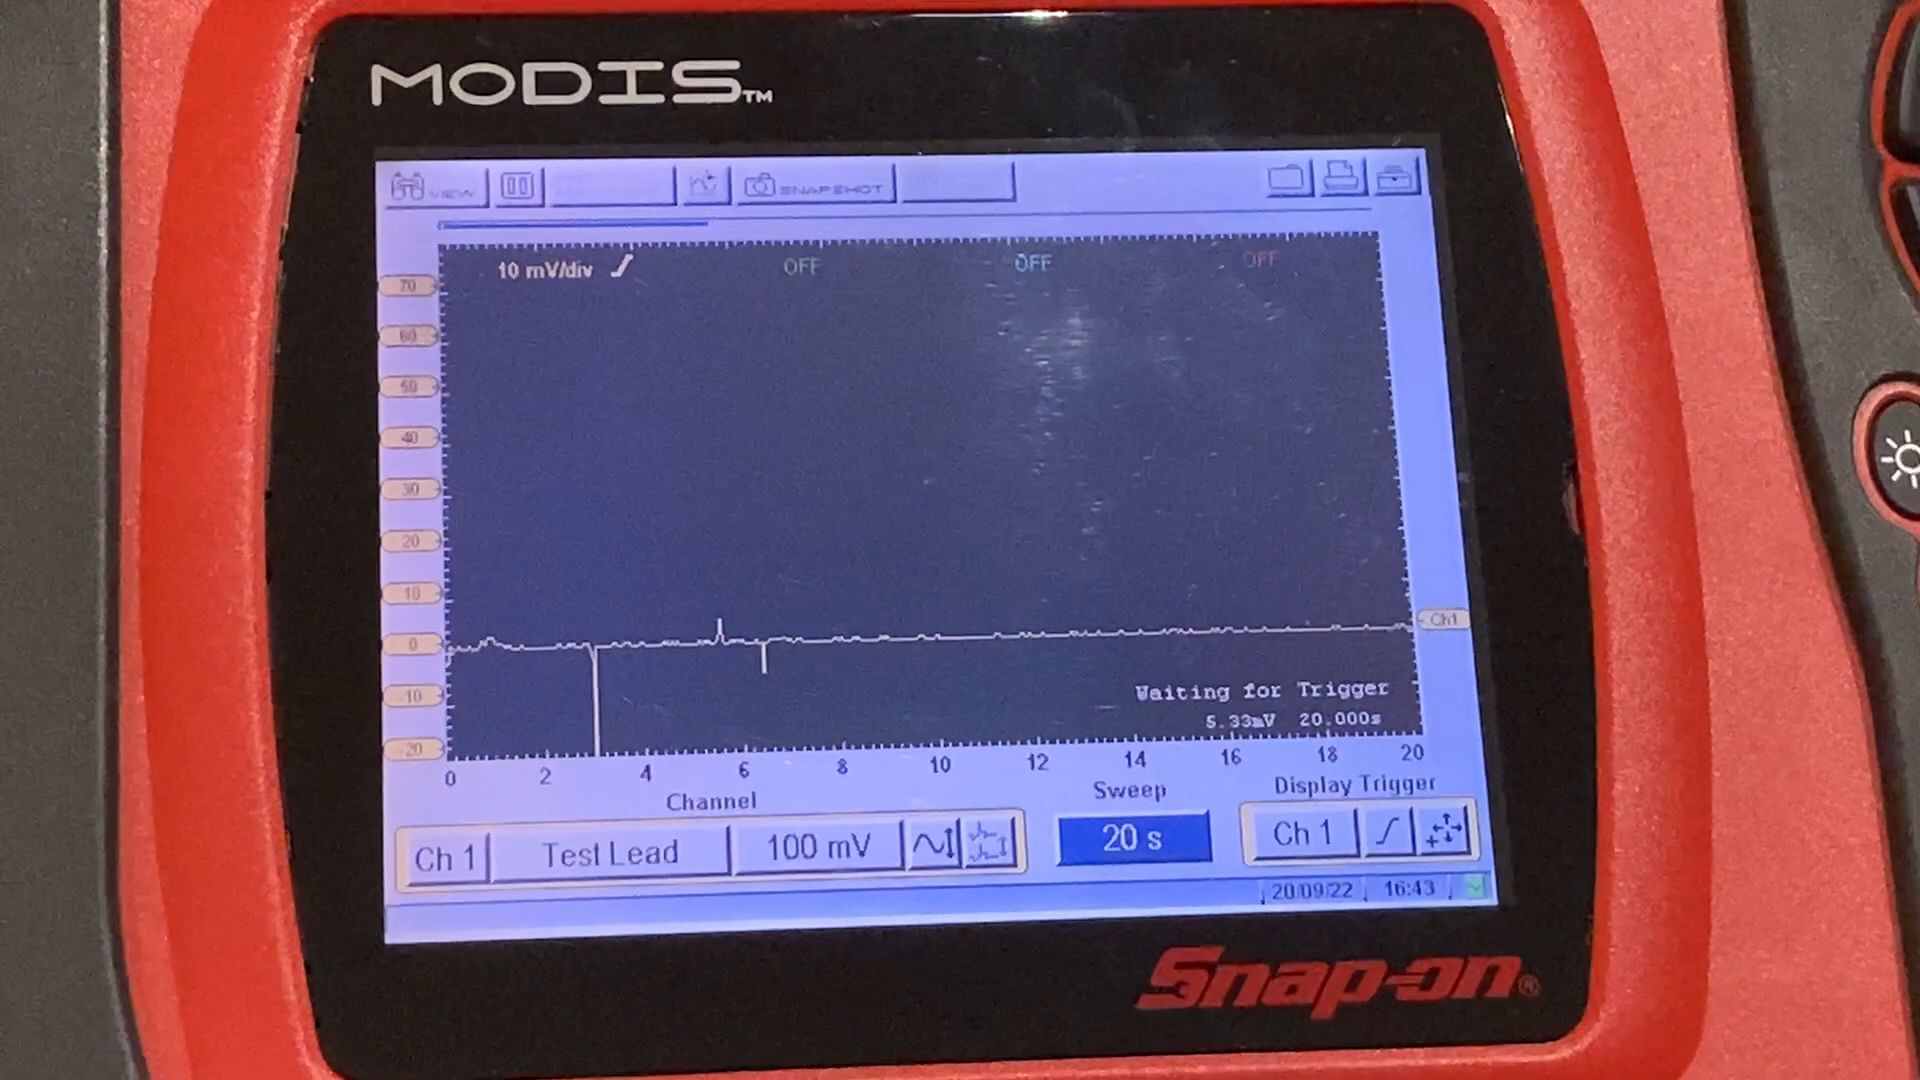 MODIS™
VIEW SNAPSHOT
10 mV/div OFF OFF OFF
70
60
50
40
30
20
10
0
-10
-20
Ch1
Waiting for Trigger
5.33mV 20.000s
0 2 4 6 8 10 12 14 16 18 20
Channel Sweep Display Trigger
Ch 1 Test Lead 100 mV 20 s Ch 1
20/09/22 16:43
Snap-on®